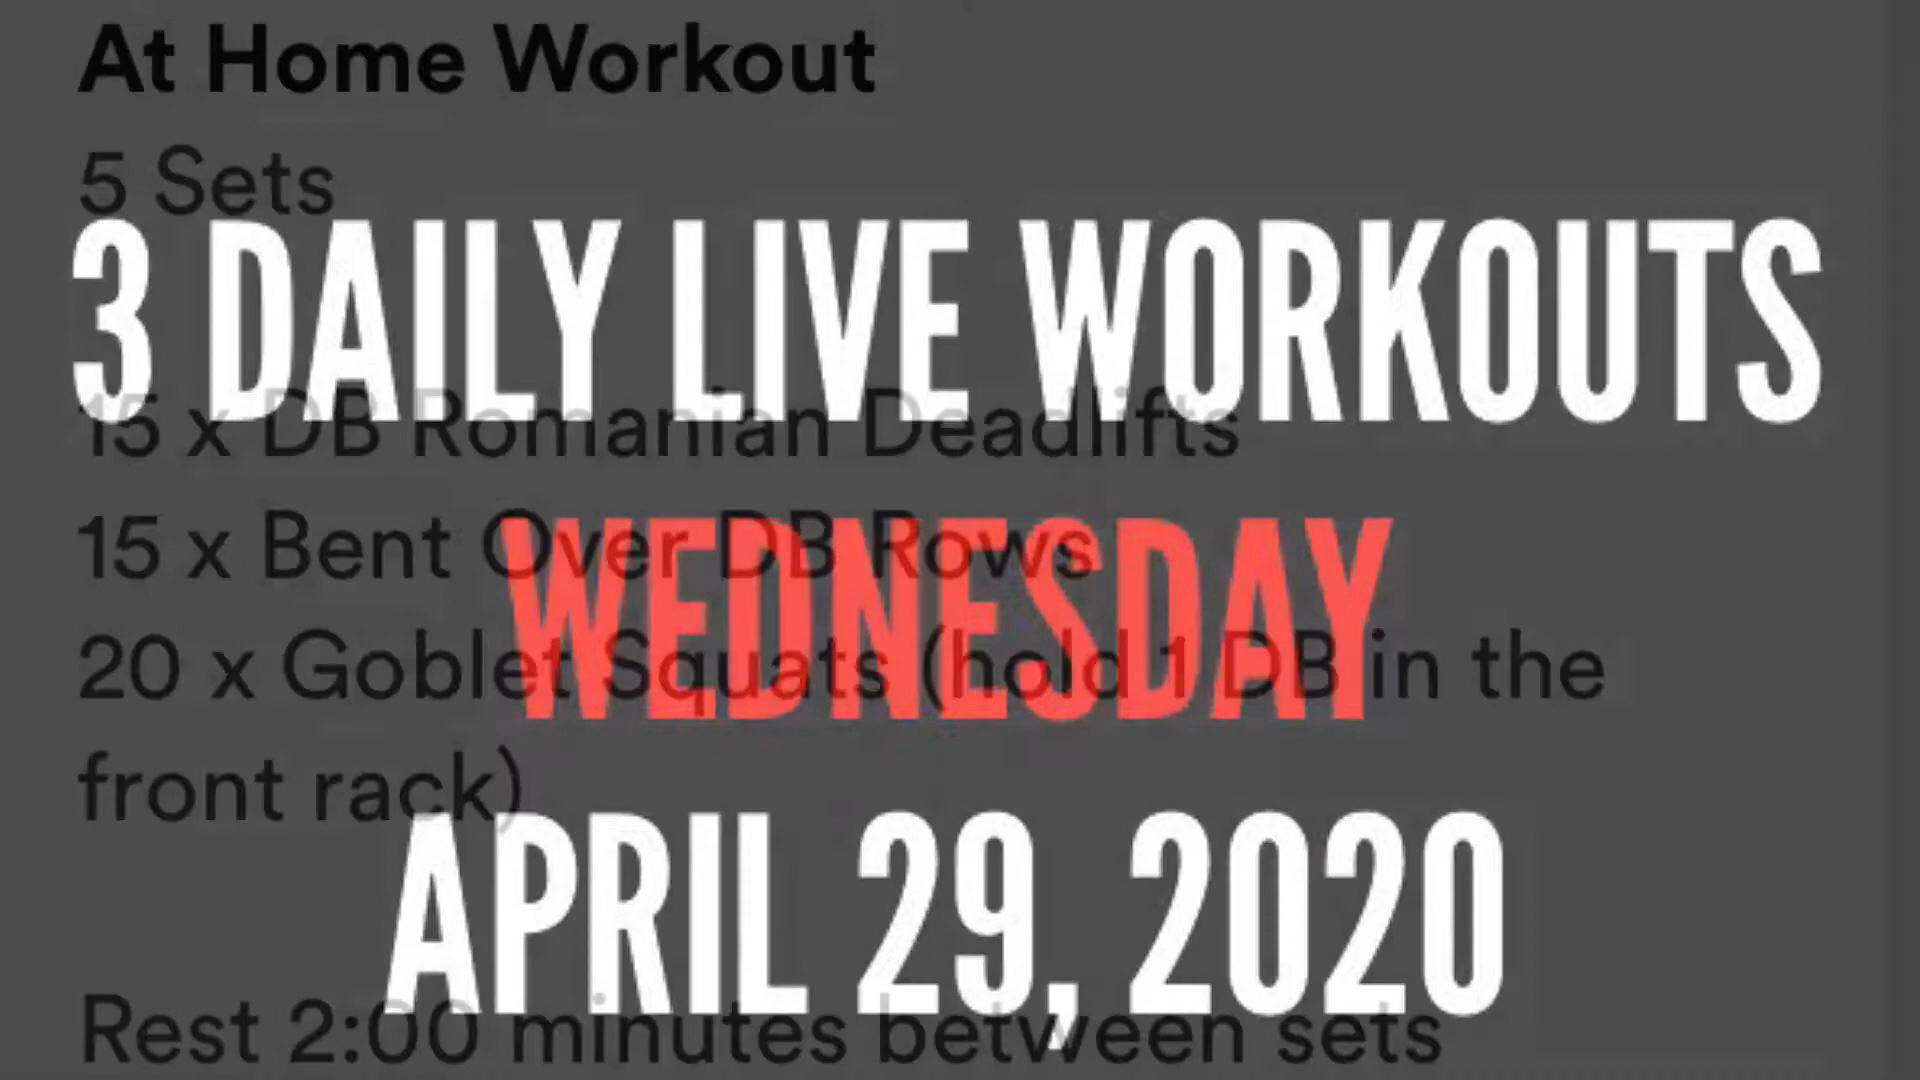 At Home Workout
5 Sets
3 DAILY LIVE WORKOUTS
15 x DB Romanian Deadlifts
15 x Bent Over DB Rows
WEDNESDAY
20 x Goblet Squats (hold 1 DB in the
front rack)
APRIL 29, 2020
Rest 2:00 minutes between sets